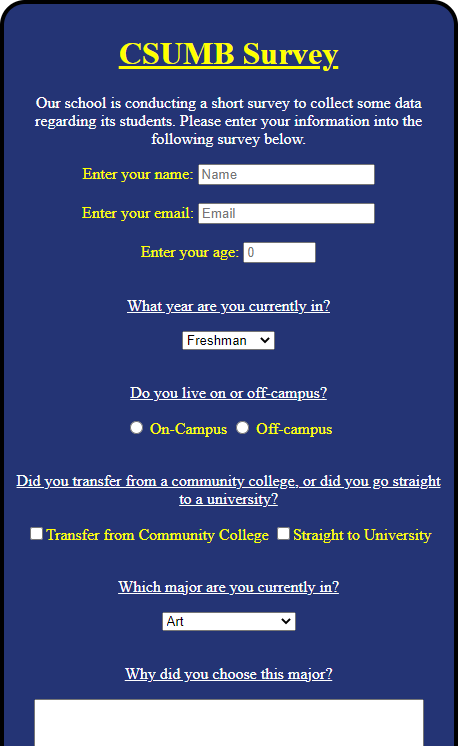 CSUMB Survey
Our school is conducting a short survey to collect some data
regarding its students. Please enter your information into the
following survey below.
Enter your name: Name
Enter your email: Email
Enter your age: 0
What year are you currently in?
Freshman
Do you live on or off-campus?
On-Campus Off-campus
Did you transfer from a community college, or did you go straight
to a university?
Transfer from Community College Straight to University
Which major are you currently in?
Art
Why did you choose this major?